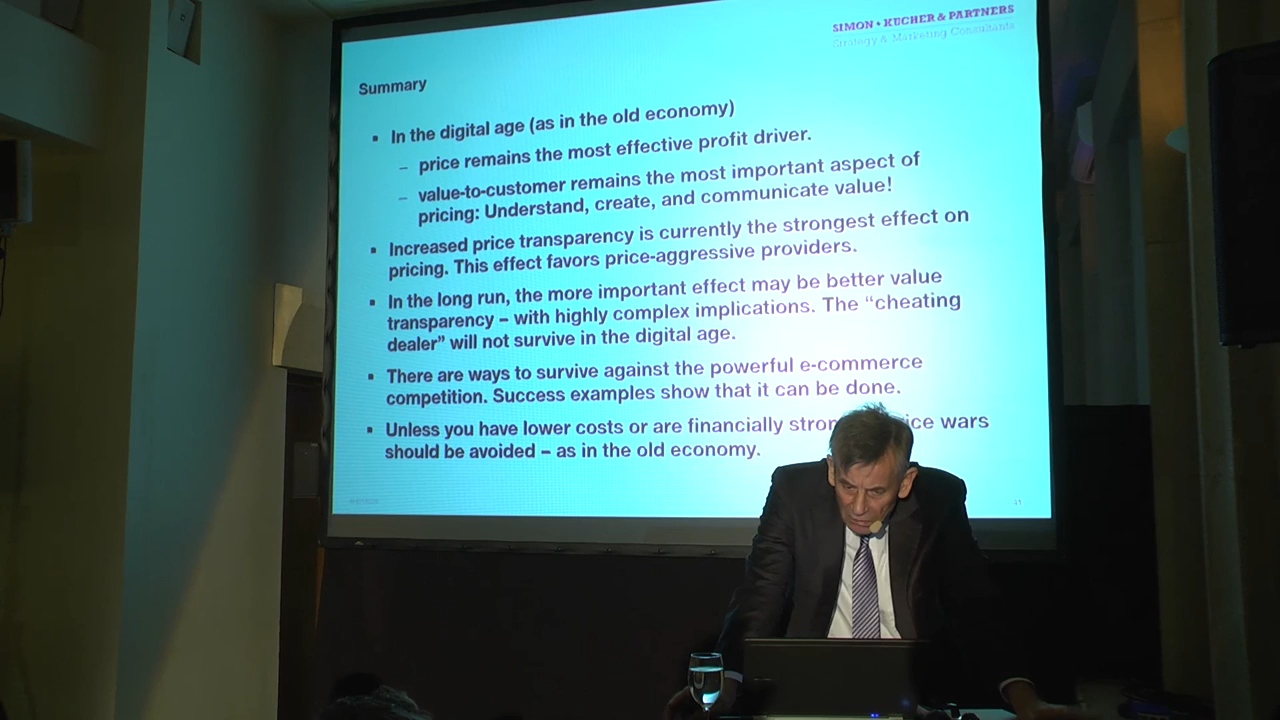 SIMON • KUCHER & PARTNERS
Strategy & Marketing Consultants
Summary
▪ In the digital age (as in the old economy)
– price remains the most effective profit driver.
– value-to-customer remains the most important aspect of
pricing: Understand, create, and communicate value!
▪ Increased price transparency is currently the strongest effect on
pricing. This effect favors price-aggressive providers.
▪ In the long run, the more important effect may be better value
transparency – with highly complex implications. The “cheating
dealer” will not survive in the digital age.
▪ There are ways to survive against the powerful e-commerce
competition. Success examples show that it can be done.
▪ Unless you have lower costs or are financially wars
should be avoided – as in the old economy.
41